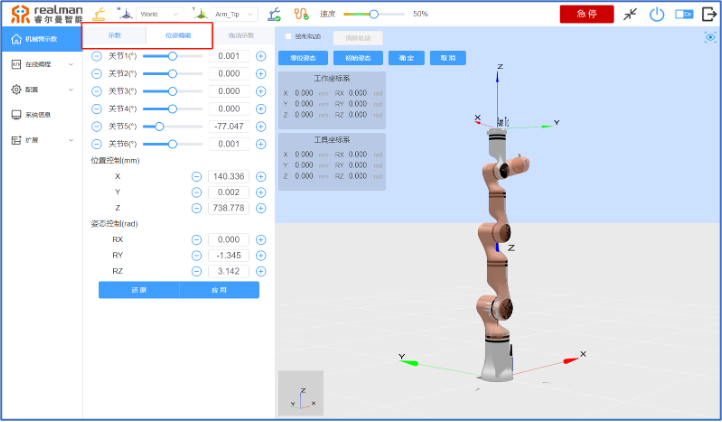 realman
睿尔曼智能
World
Arm_Tip
速度
50%
急停
机械臂示教
在线编程
配置
系统信息
扩展
示教
位姿编辑
拖动示教
关节1(°) 0.001
关节2(°) 0.000
关节3(°) 0.000
关节4(°) 0.000
关节5(°) -77.047
关节6(°) 0.001
位置控制(mm)
X 140.336
Y 0.002
Z 738.778
姿态控制(rad)
RX 0.000
RY -1.345
RZ 3.142
还原
应用
绘制轨迹
清除轨迹
零位姿态
初始姿态
确定
取消
工作坐标系
X 0.000 mm RX 0.000 rad
Y 0.000 mm RY 0.000 rad
Z 0.000 mm RZ 0.000 rad
工具坐标系
X 0.000 mm RX 0.000 rad
Y 0.000 mm RY 0.000 rad
Z 0.000 mm RZ 0.000 rad
Z
X
Y
Z
Y
X
Z
Y
X